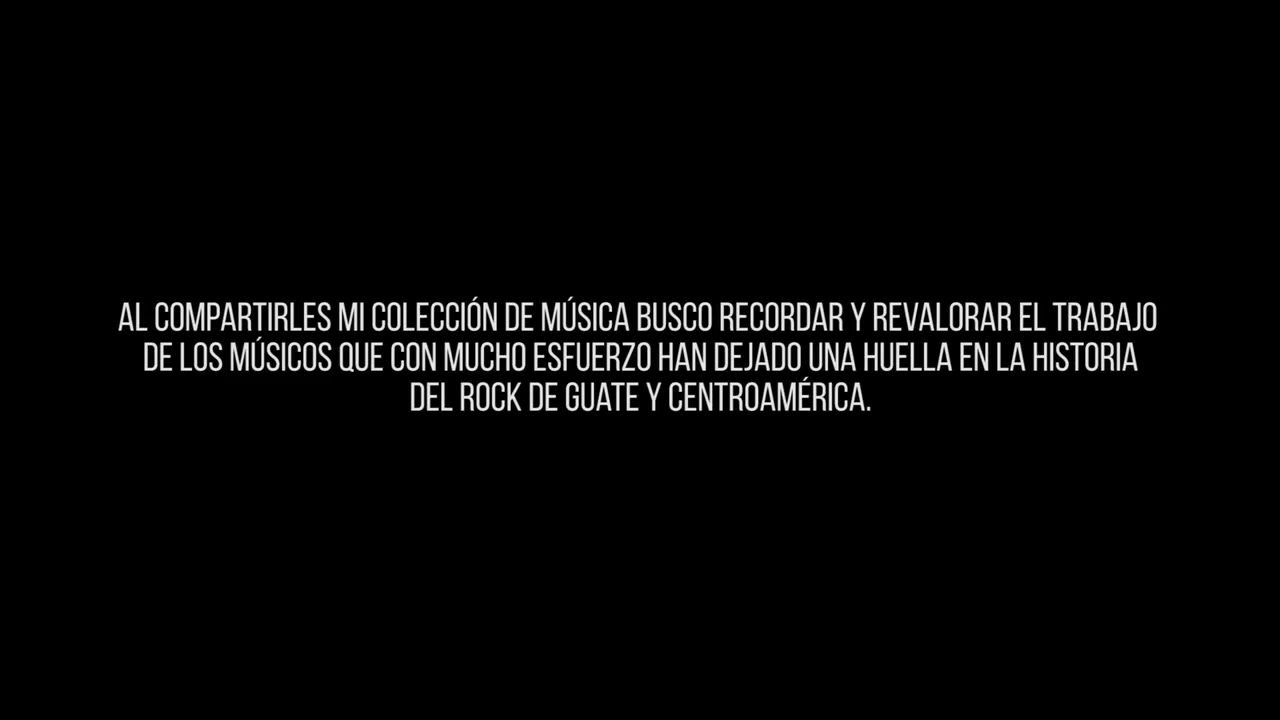 AL COMPARTIRLES MI COLECCIÓN DE MÚSICA BUSCO RECORDAR Y REVALORAR EL TRABAJO
DE LOS MÚSICOS QUE CON MUCHO ESFUERZO HAN DEJADO UNA HUELLA EN LA HISTORIA
DEL ROCK DE GUATE Y CENTROAMÉRICA.